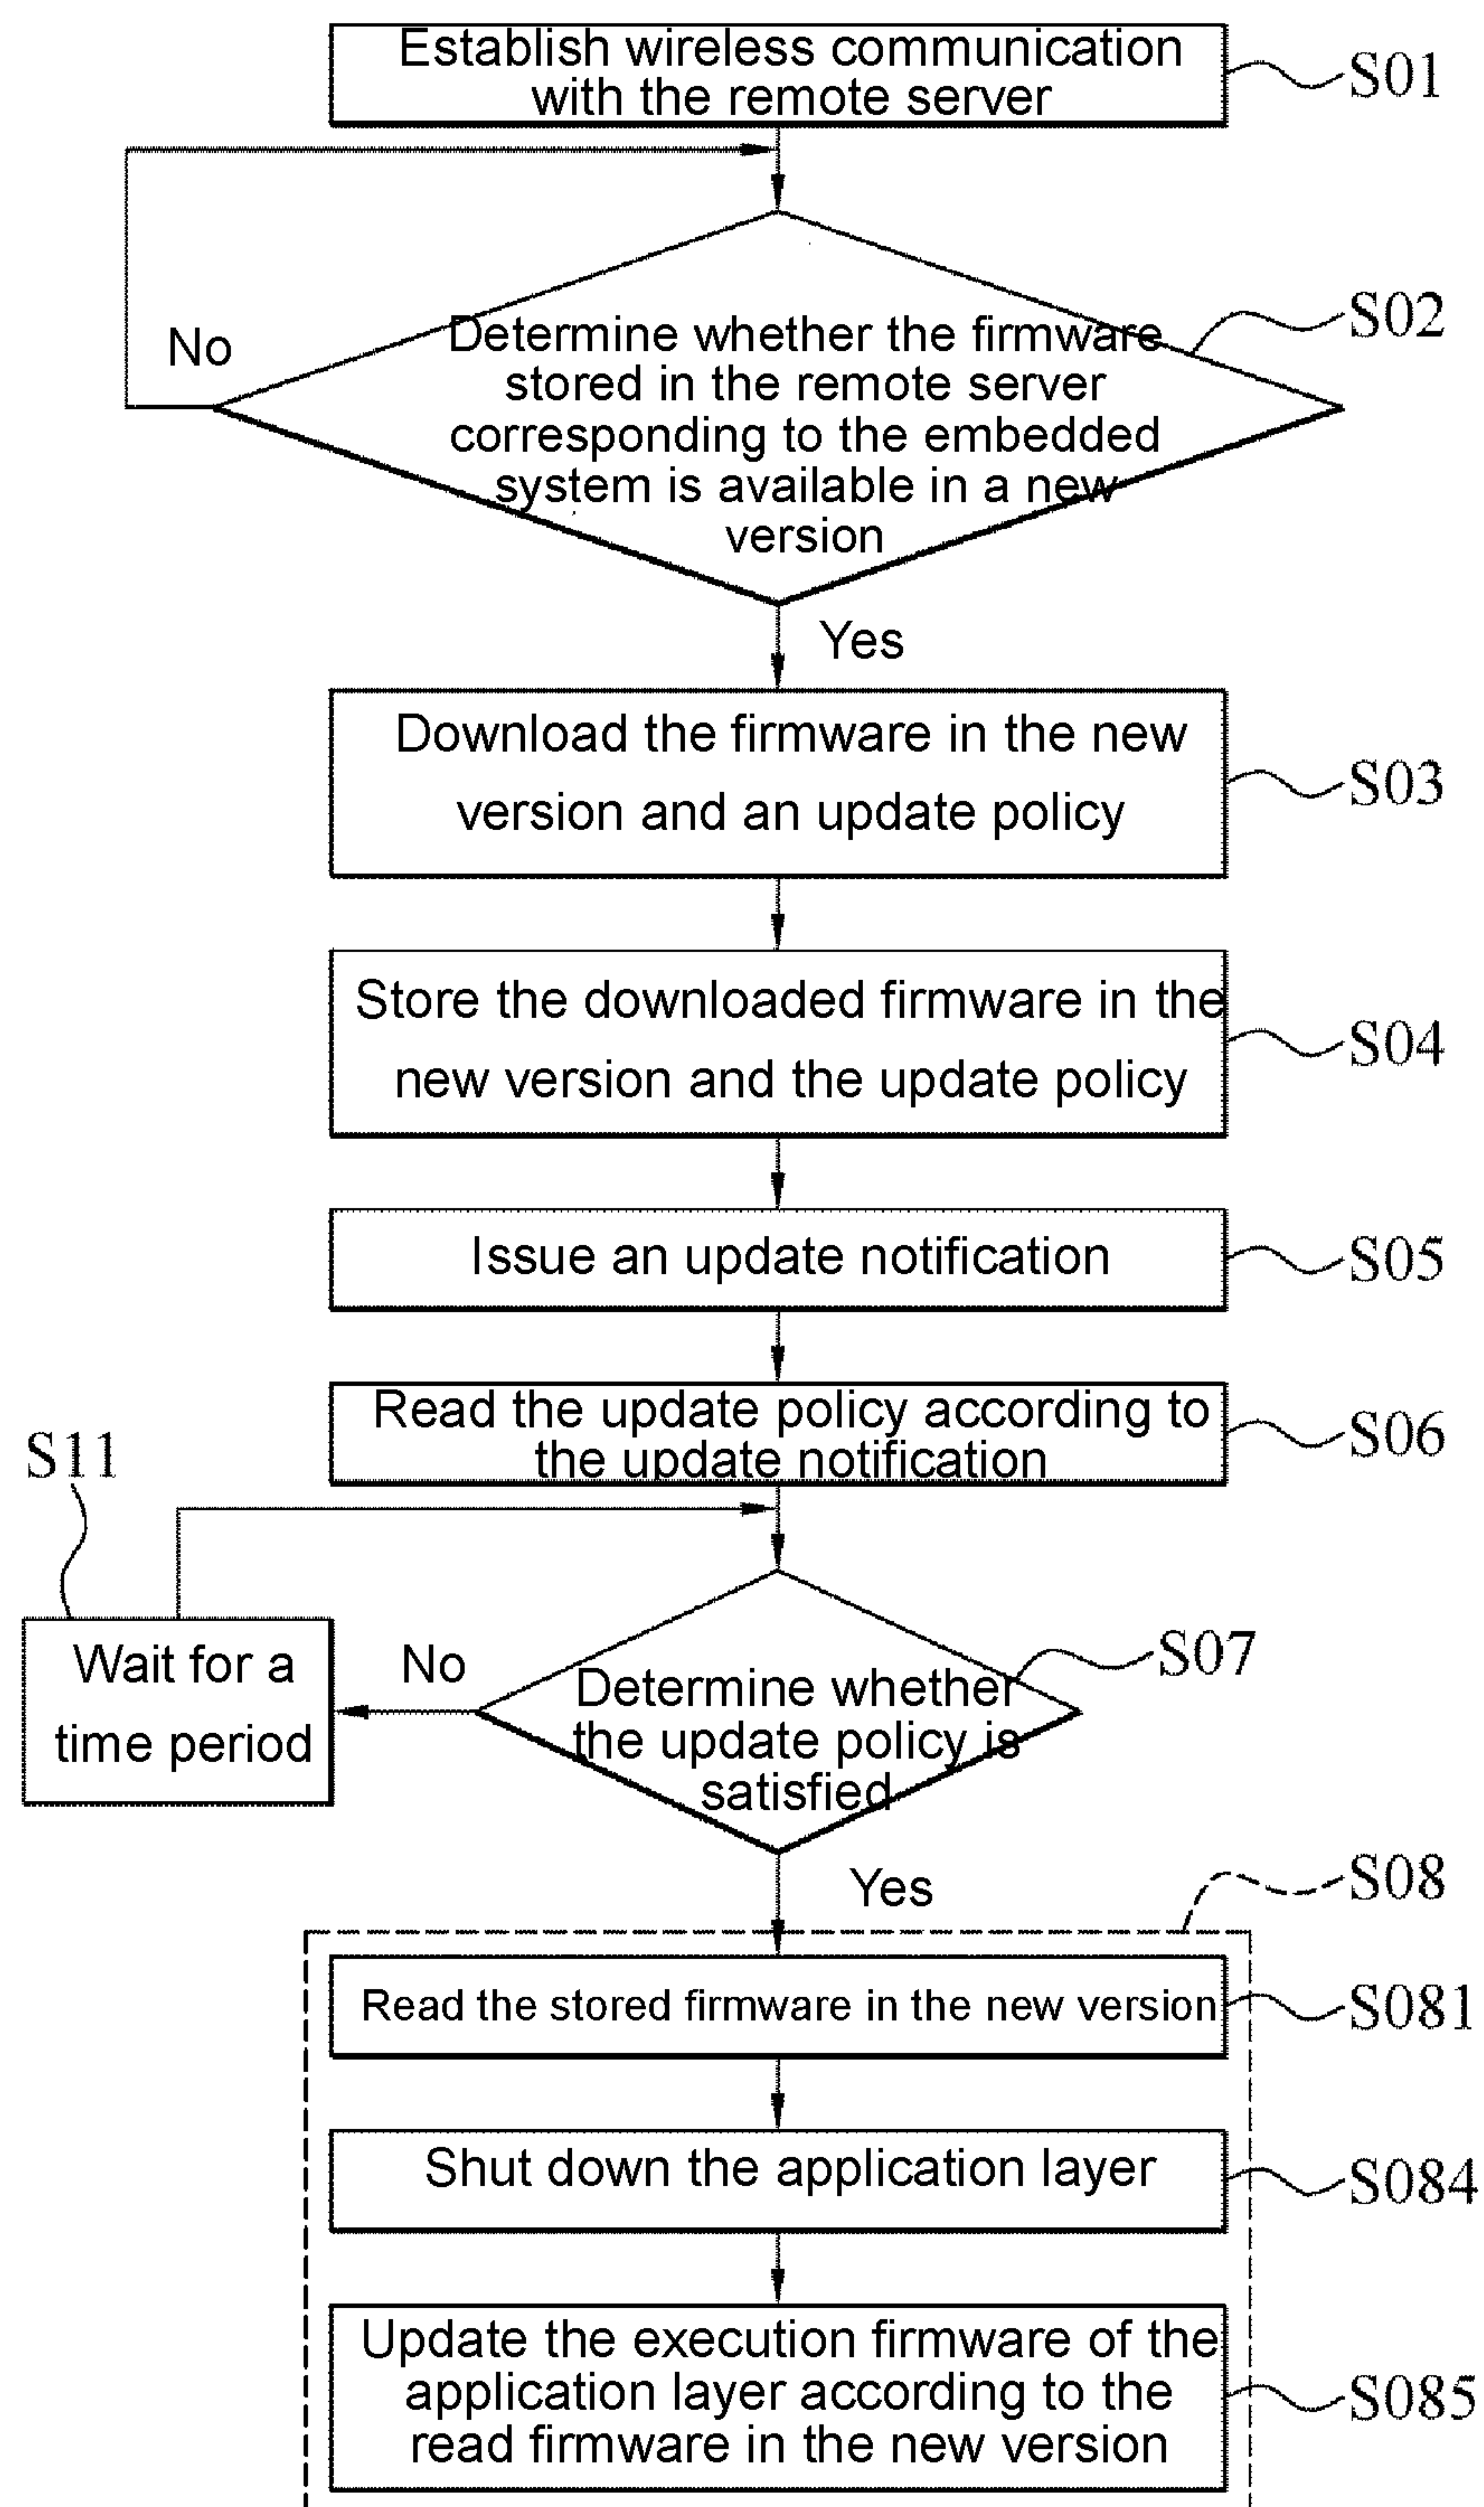 Establish wireless communication
with the remote server
S01
No
Determine whether the firmware
stored in the remote server
corresponding to the embedded
system is available in a new
version
S02
Yes
Download the firmware in the new
version and an update policy
S03
Store the downloaded firmware in the
new version and the update policy
S04
Issue an update notification
S05
Read the update policy according to
the update notification
S06
S11
Wait for a
time period
No
Determine whether
the update policy is
satisfied
S07
Yes
S08
Read the stored firmware in the new version
S081
Shut down the application layer
S084
Update the execution firmware of the
application layer according to the
read firmware in the new version
S085